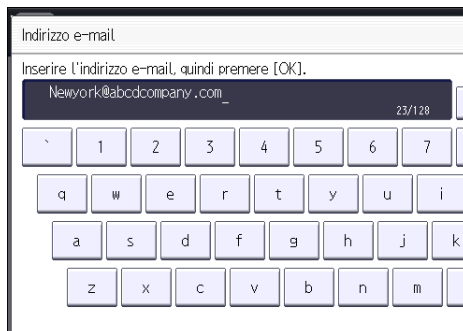 Indirizzo e-mail
Inserire l'indirizzo e-mail, quindi premere [OK].
Newyork@abcdcompany.com_
23/128
` 1 2 3 4 5 6 7
q w e r t y u i
a s d f g h j k
z x c v b n m